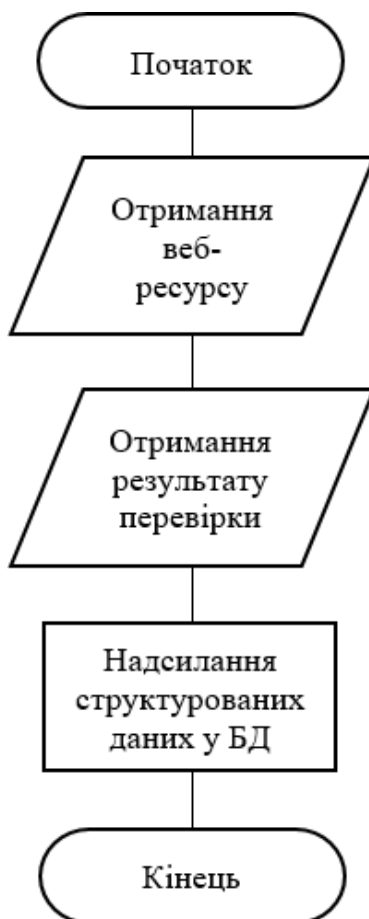 Початок
Отримання
веб-
ресурсу
Отримання
результату
перевірки
Надсилання
структурованих
даних у БД
Кінець